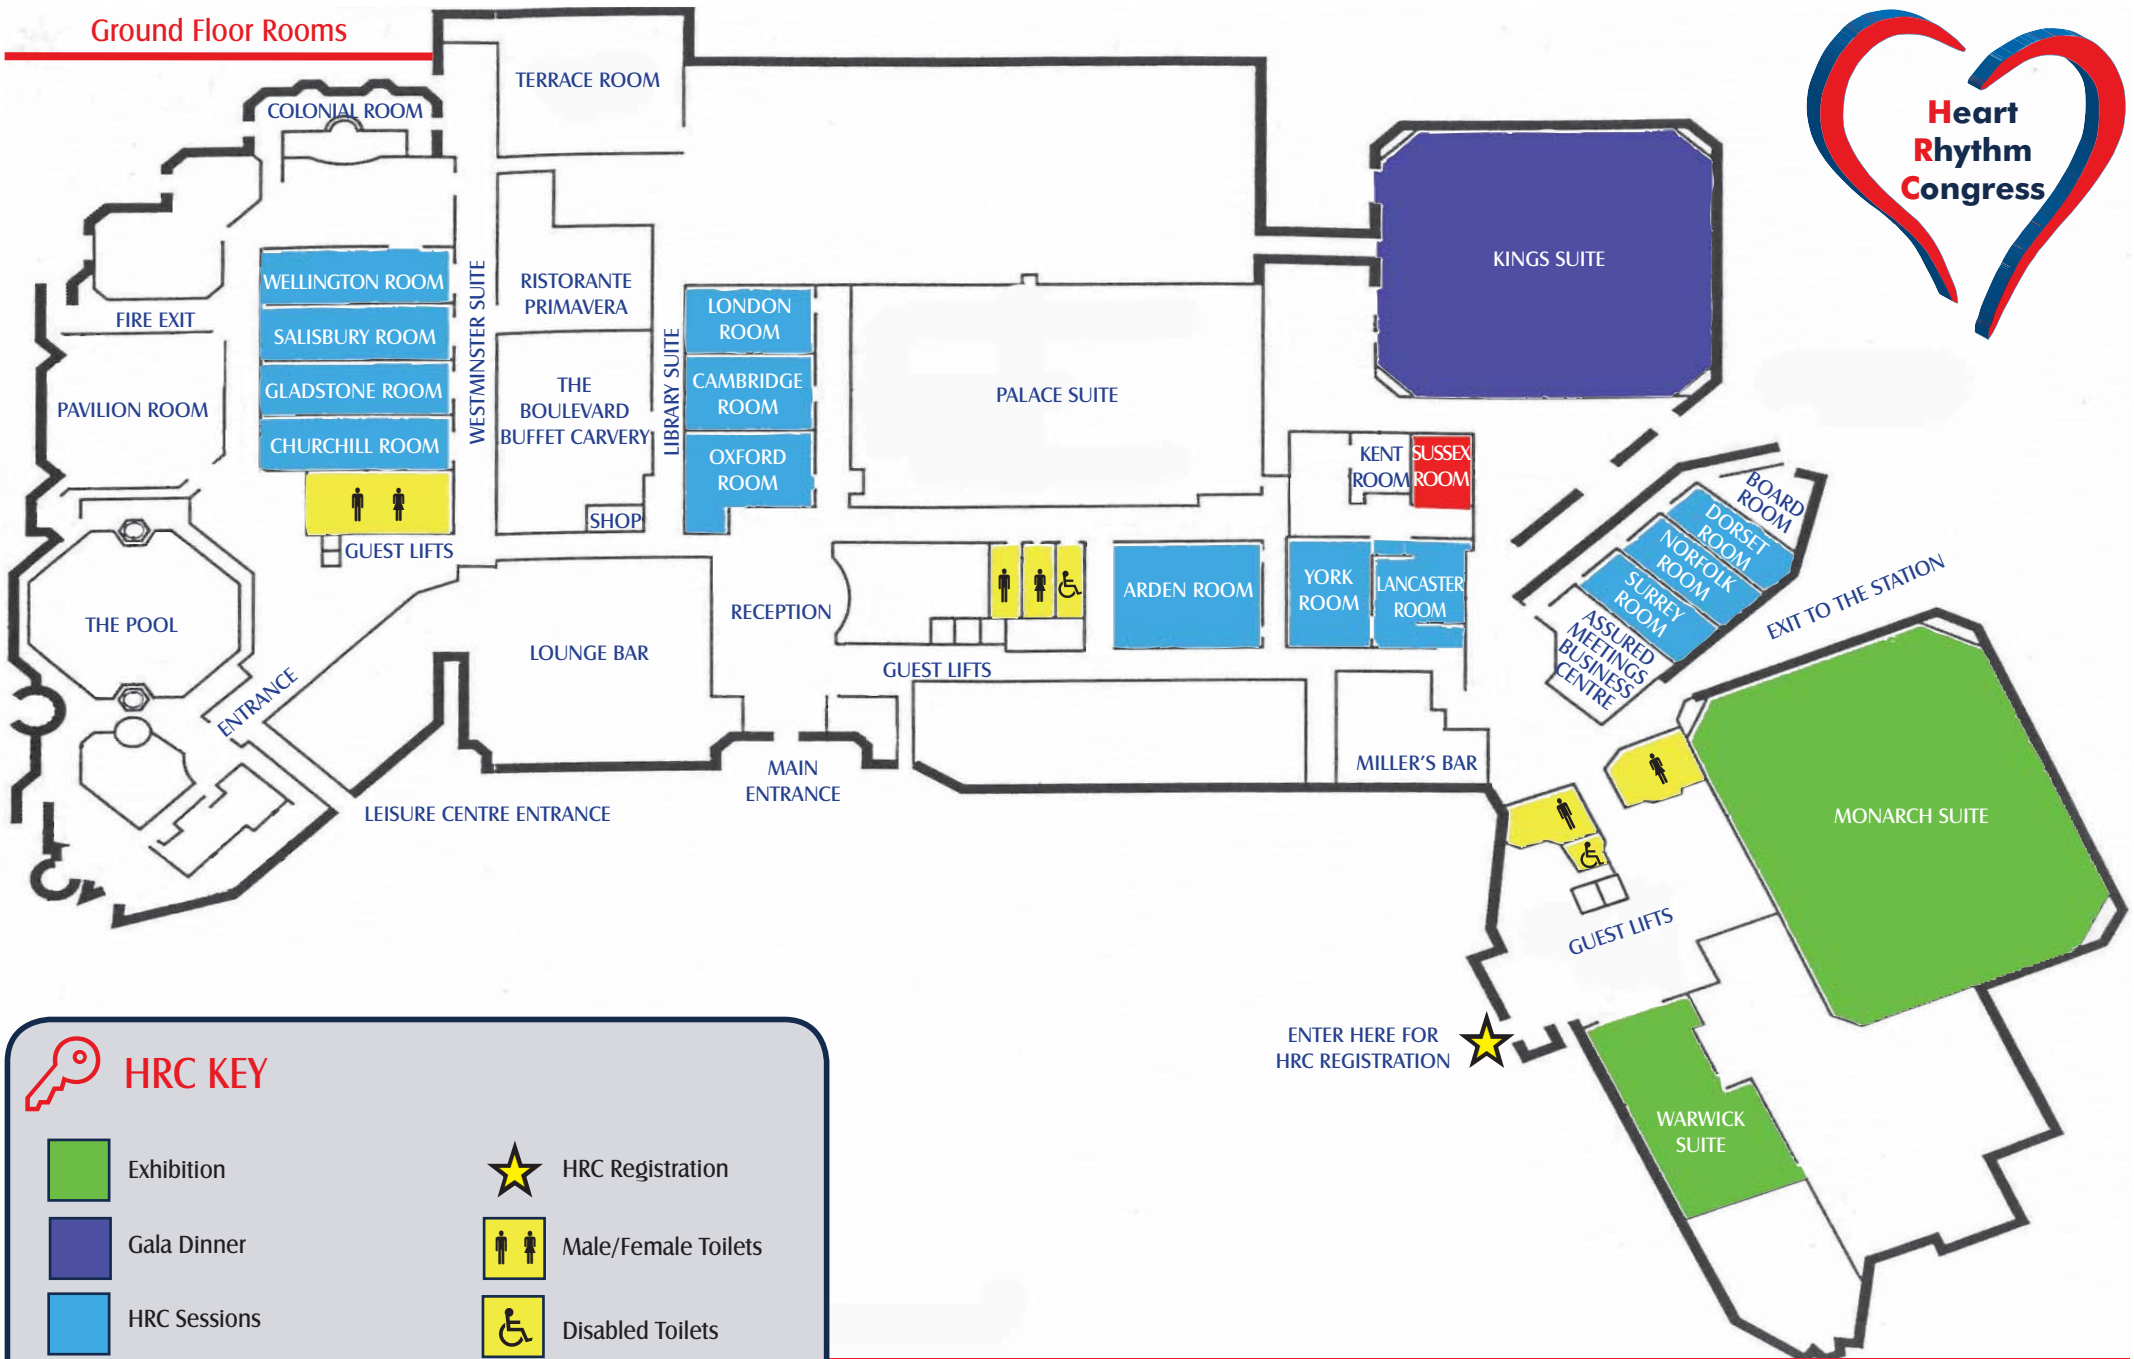 Ground Floor Rooms
Heart
Rhythm
Congress
TERRACE ROOM
COLONIAL ROOM
WELLINGTON ROOM
SALISBURY ROOM
GLADSTONE ROOM
CHURCHILL ROOM
WESTMINSTER SUITE
RISTORANTE
PRIMAVERA
THE
BOULEVARD
BUFFET CARVERY
SHOP
LIBRARY SUITE
LONDON
ROOM
CAMBRIDGE
ROOM
OXFORD
ROOM
PALACE SUITE
KINGS SUITE
KENT
ROOM
SUSSEX
ROOM
FIRE EXIT
PAVILION ROOM
GUEST LIFTS
THE POOL
ENTRANCE
LOUNGE BAR
RECEPTION
GUEST LIFTS
ARDEN ROOM
YORK
ROOM
LANCASTER
ROOM
BOARD
ROOM
DORSET
ROOM
NORFOLK
ROOM
SURREY
ROOM
ASSURED
MEETINGS
BUSINESS
CENTRE
EXIT TO THE STATION
MAIN
ENTRANCE
LEISURE CENTRE ENTRANCE
MILLER'S BAR
MONARCH SUITE
GUEST LIFTS
ENTER HERE FOR
HRC REGISTRATION
WARWICK
SUITE
HRC KEY
Exhibition
Gala Dinner
HRC Sessions
HRC Registration
Male/Female Toilets
Disabled Toilets